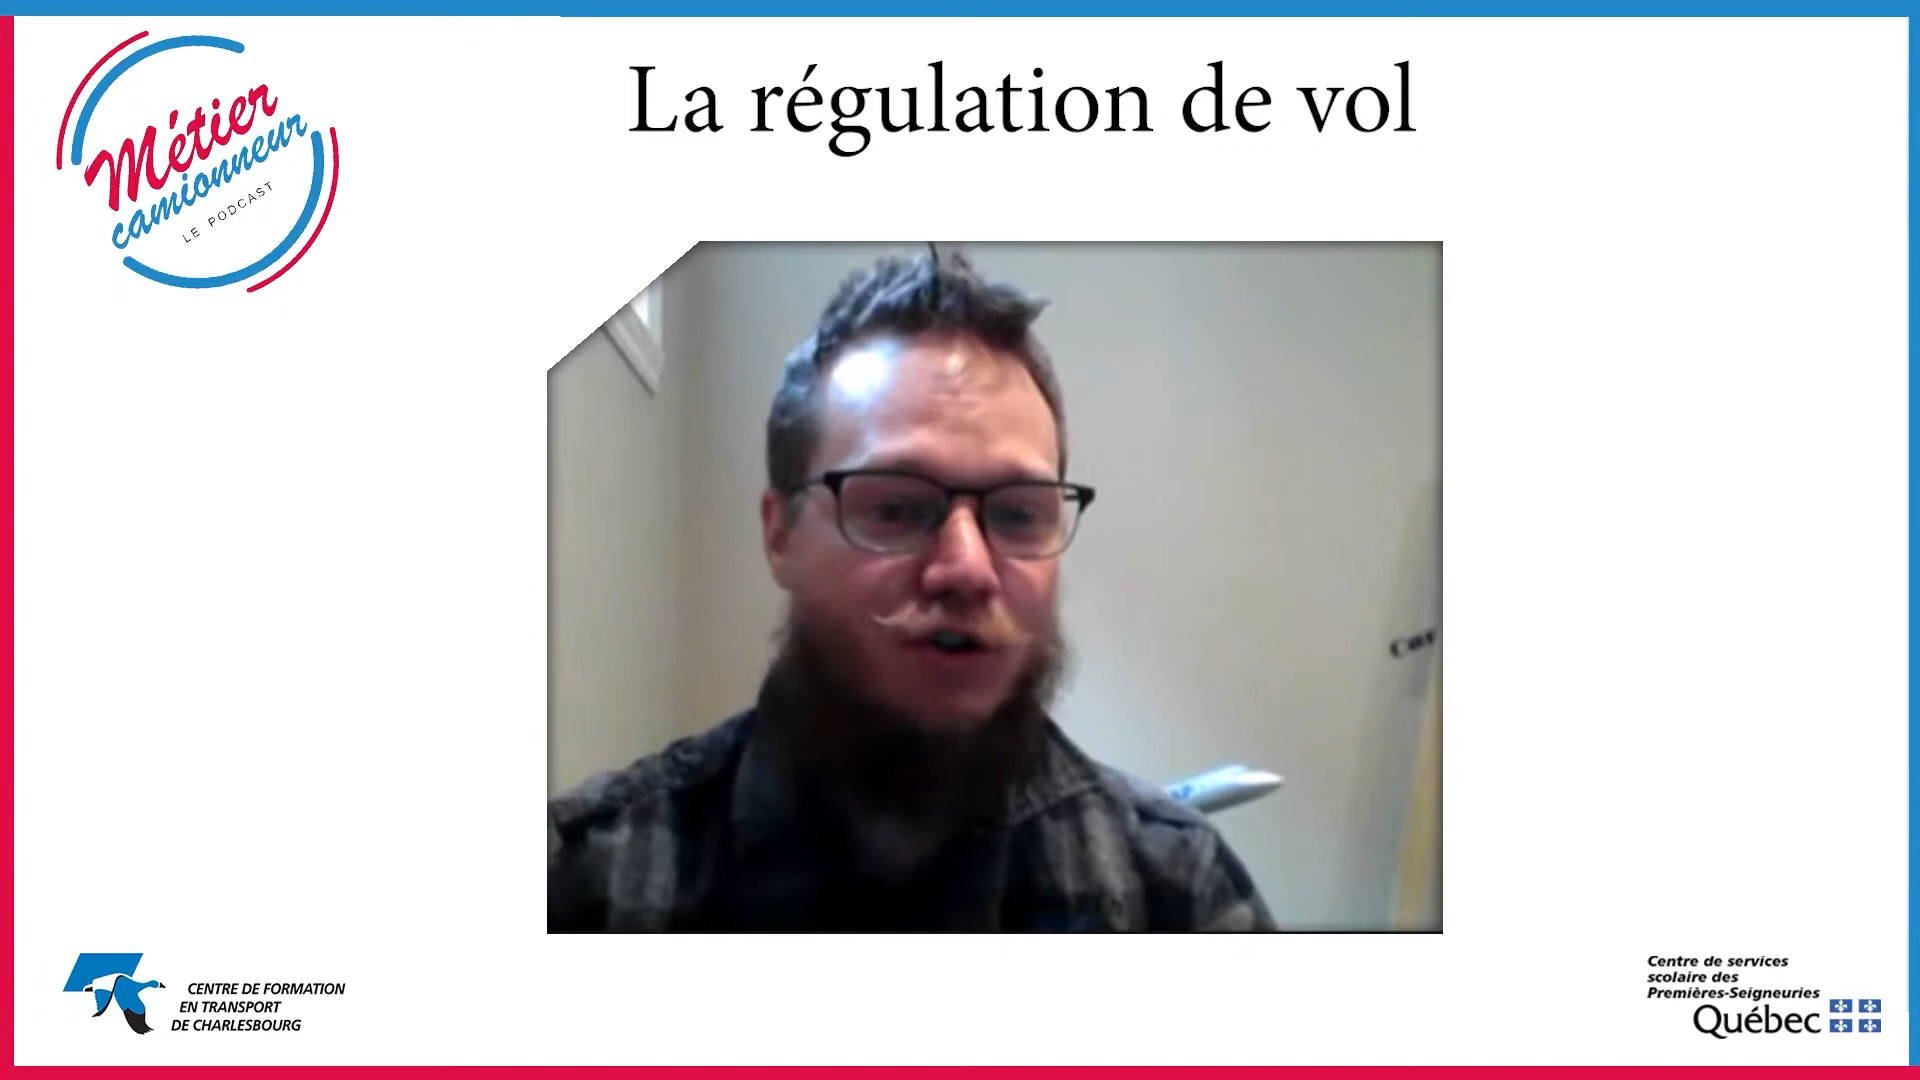 La régulation de vol
Métier
camionneur
LE PODCAST
CENTRE DE FORMATION
EN TRANSPORT
DE CHARLESBOURG
Centre de services
scolaire des
Premières-Seigneuries
Québec